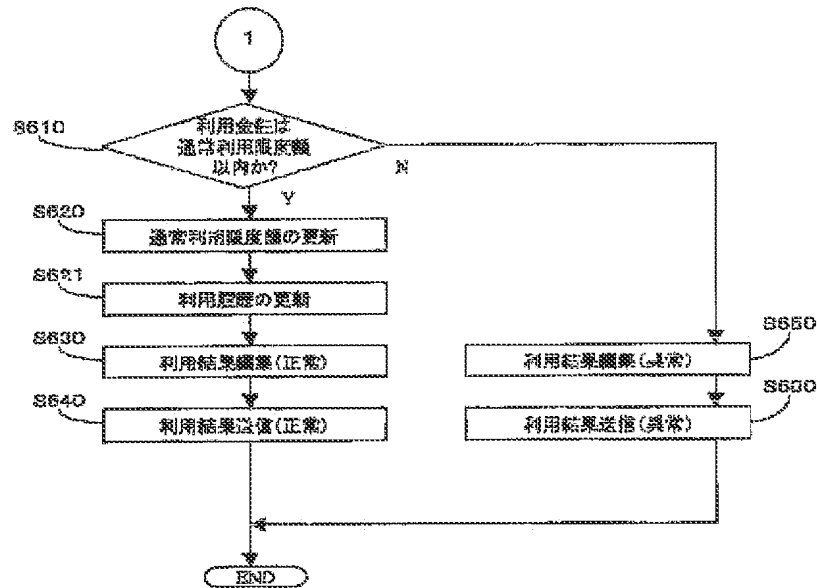 1
S610
利用金額は
通常利用限度額
以内か?
N
Y
S620
通常利用限度額の更新
S621
利用履歴の更新
S630
利用結果編集(正常)
S650
利用結果編集(異常)
S640
利用結果送信(正常)
利用結果送信(異常)
END